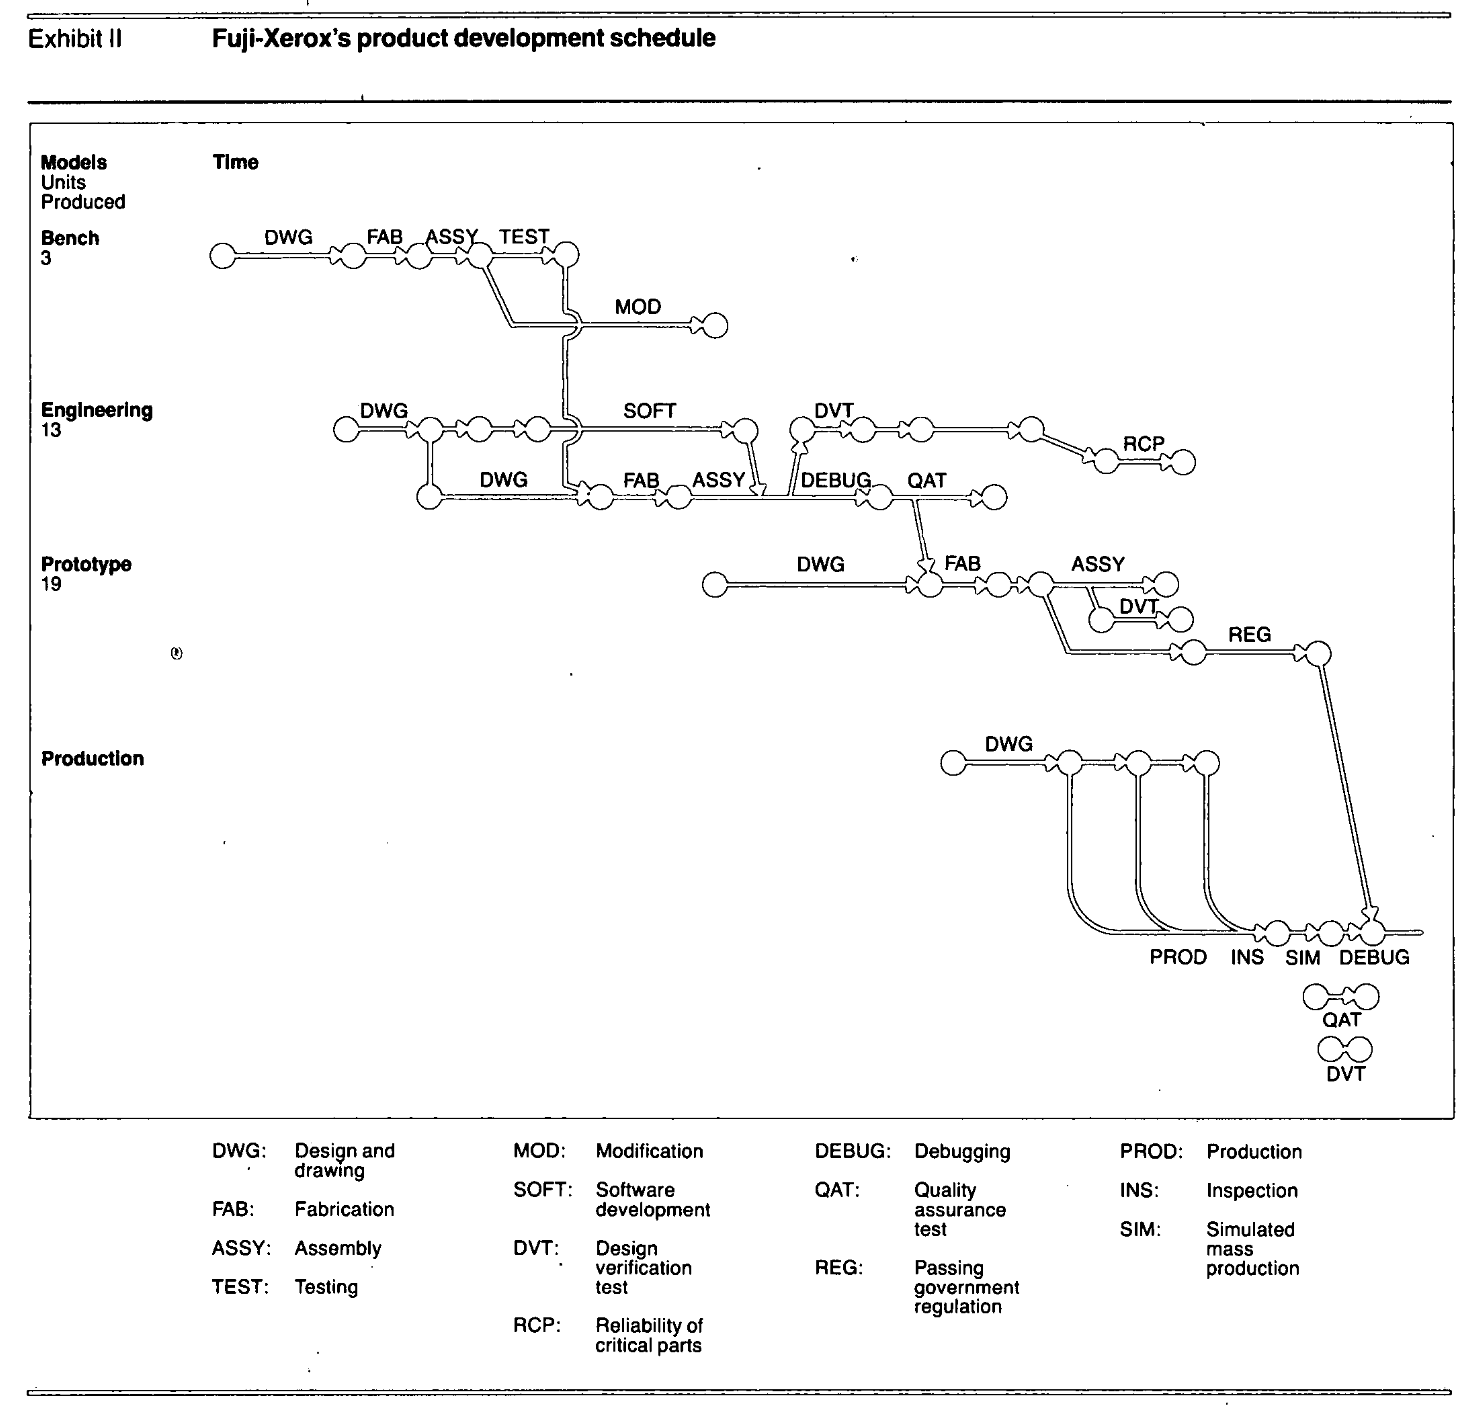 Exhibit II Fuji-Xerox's product development schedule
Models Time
Units
Produced
Bench
3
DWG FAB ASSY TEST
MOD
Engineering
13
DWG SOFT DVT
RCP
DWG FAB ASSY DEBUG QAT
Prototype
19
DWG FAB ASSY
DVT
REG
Production
DWG
PROD INS SIM DEBUG
QAT
DVT
DWG: Design and
drawing
FAB: Fabrication
ASSY: Assembly
TEST: Testing
MOD: Modification
SOFT: Software
development
DVT: Design
verification
test
RCP: Reliability of
critical parts
DEBUG: Debugging
QAT: Quality
assurance
test
REG: Passing
government
regulation
PROD: Production
INS: Inspection
SIM: Simulated
mass
production